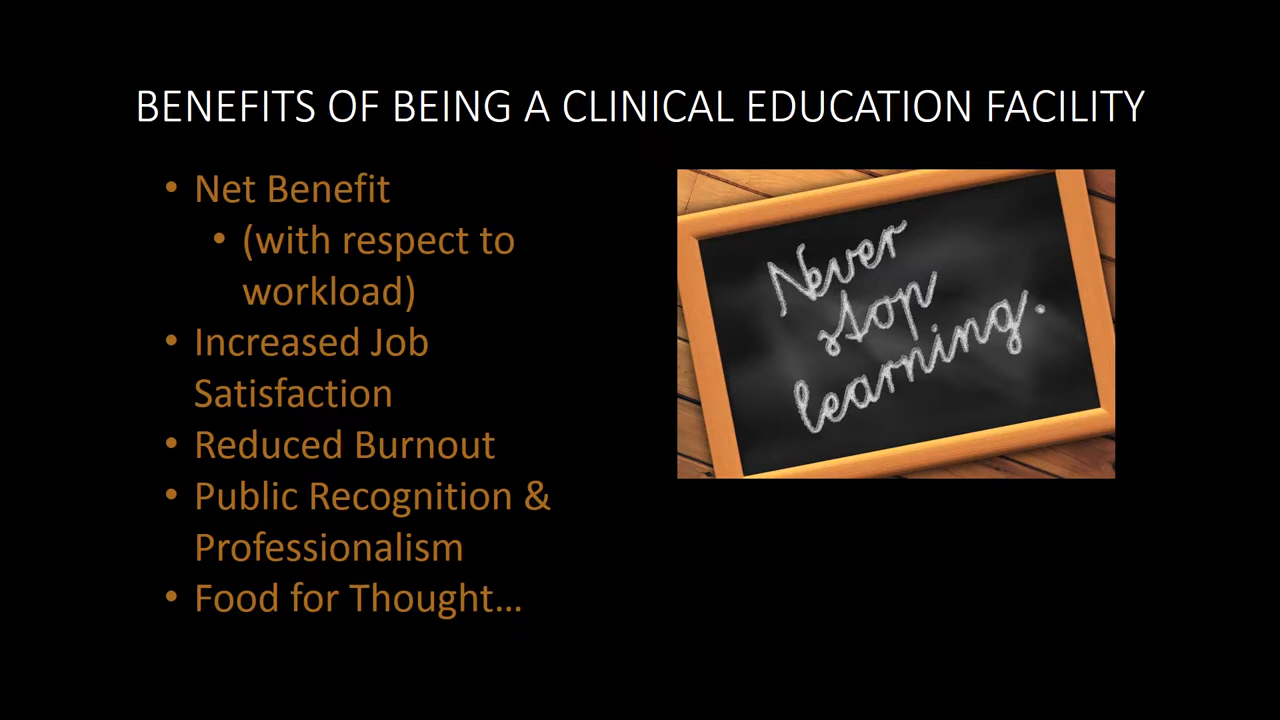 BENEFITS OF BEING A CLINICAL EDUCATION FACILITY
• Net Benefit
• (with respect to
workload)
• Increased Job
Satisfaction
• Reduced Burnout
• Public Recognition &
Professionalism
• Food for Thought...
Never
stop
learning.